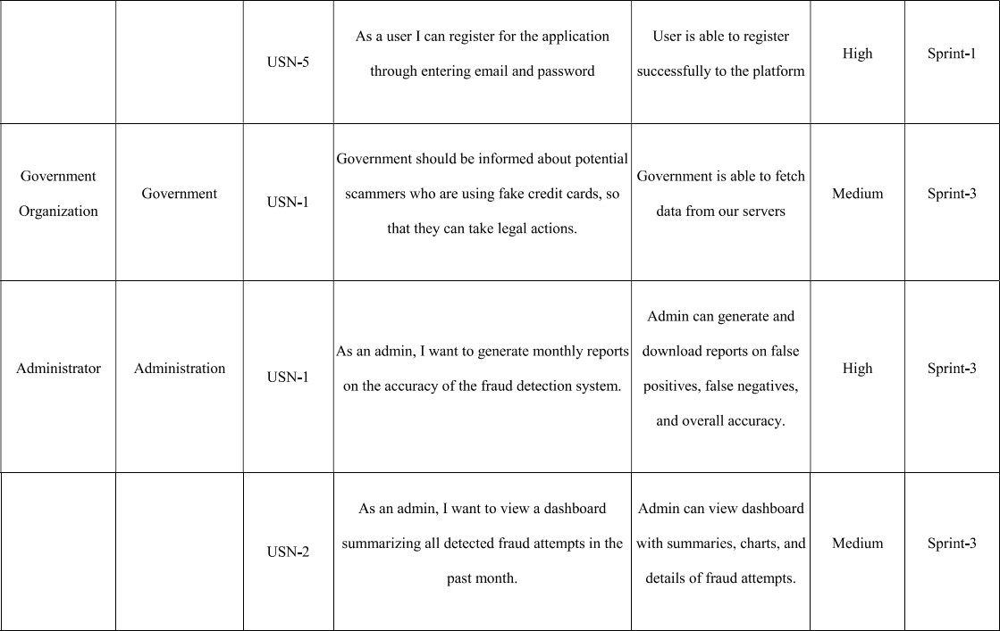 USN-5
As a user I can register for the application
through entering email and password
User is able to register
successfully to the platform
High
Sprint-1
Government
Organization
Government
USN-1
Government should be informed about potential
scammers who are using fake credit cards, so
that they can take legal actions.
Government is able to fetch
data from our servers
Medium
Sprint-3
Administrator
Administration
USN-1
As an admin, I want to generate monthly reports
on the accuracy of the fraud detection system.
Admin can generate and
download reports on false
positives, false negatives,
and overall accuracy.
High
Sprint-3
USN-2
As an admin, I want to view a dashboard
summarizing all detected fraud attempts in the
past month.
Admin can view dashboard
with summaries, charts, and
details of fraud attempts.
Medium
Sprint-3